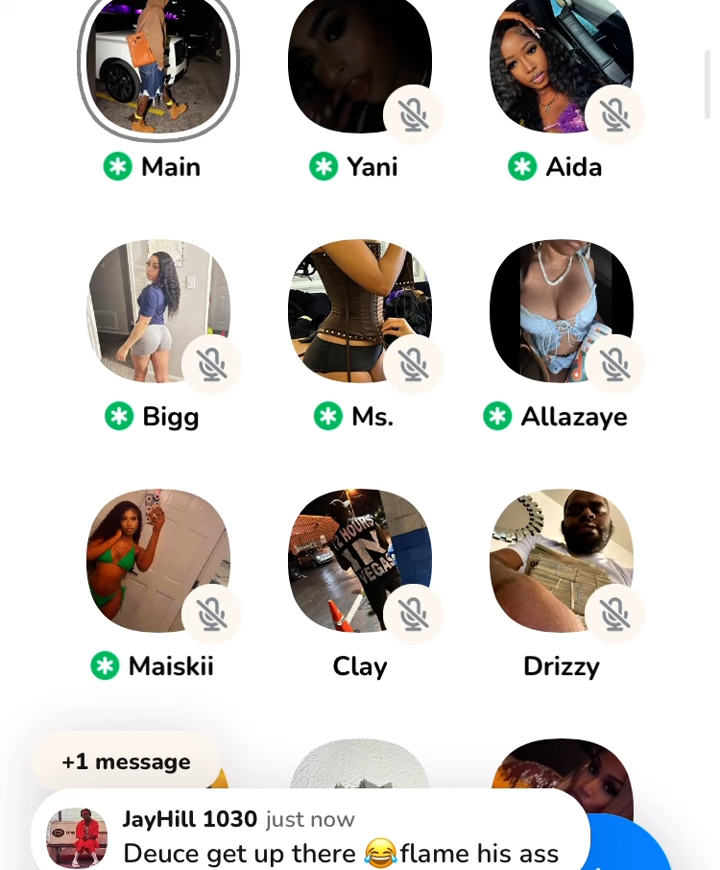 Main
Yani
Aida
Bigg
Ms.
Allazaye
2 HOURS
IN
VEGAS
Maiskii
Clay
Drizzy
+1 message
JayHill 1030 just now
Deuce get up there 😂flame his ass